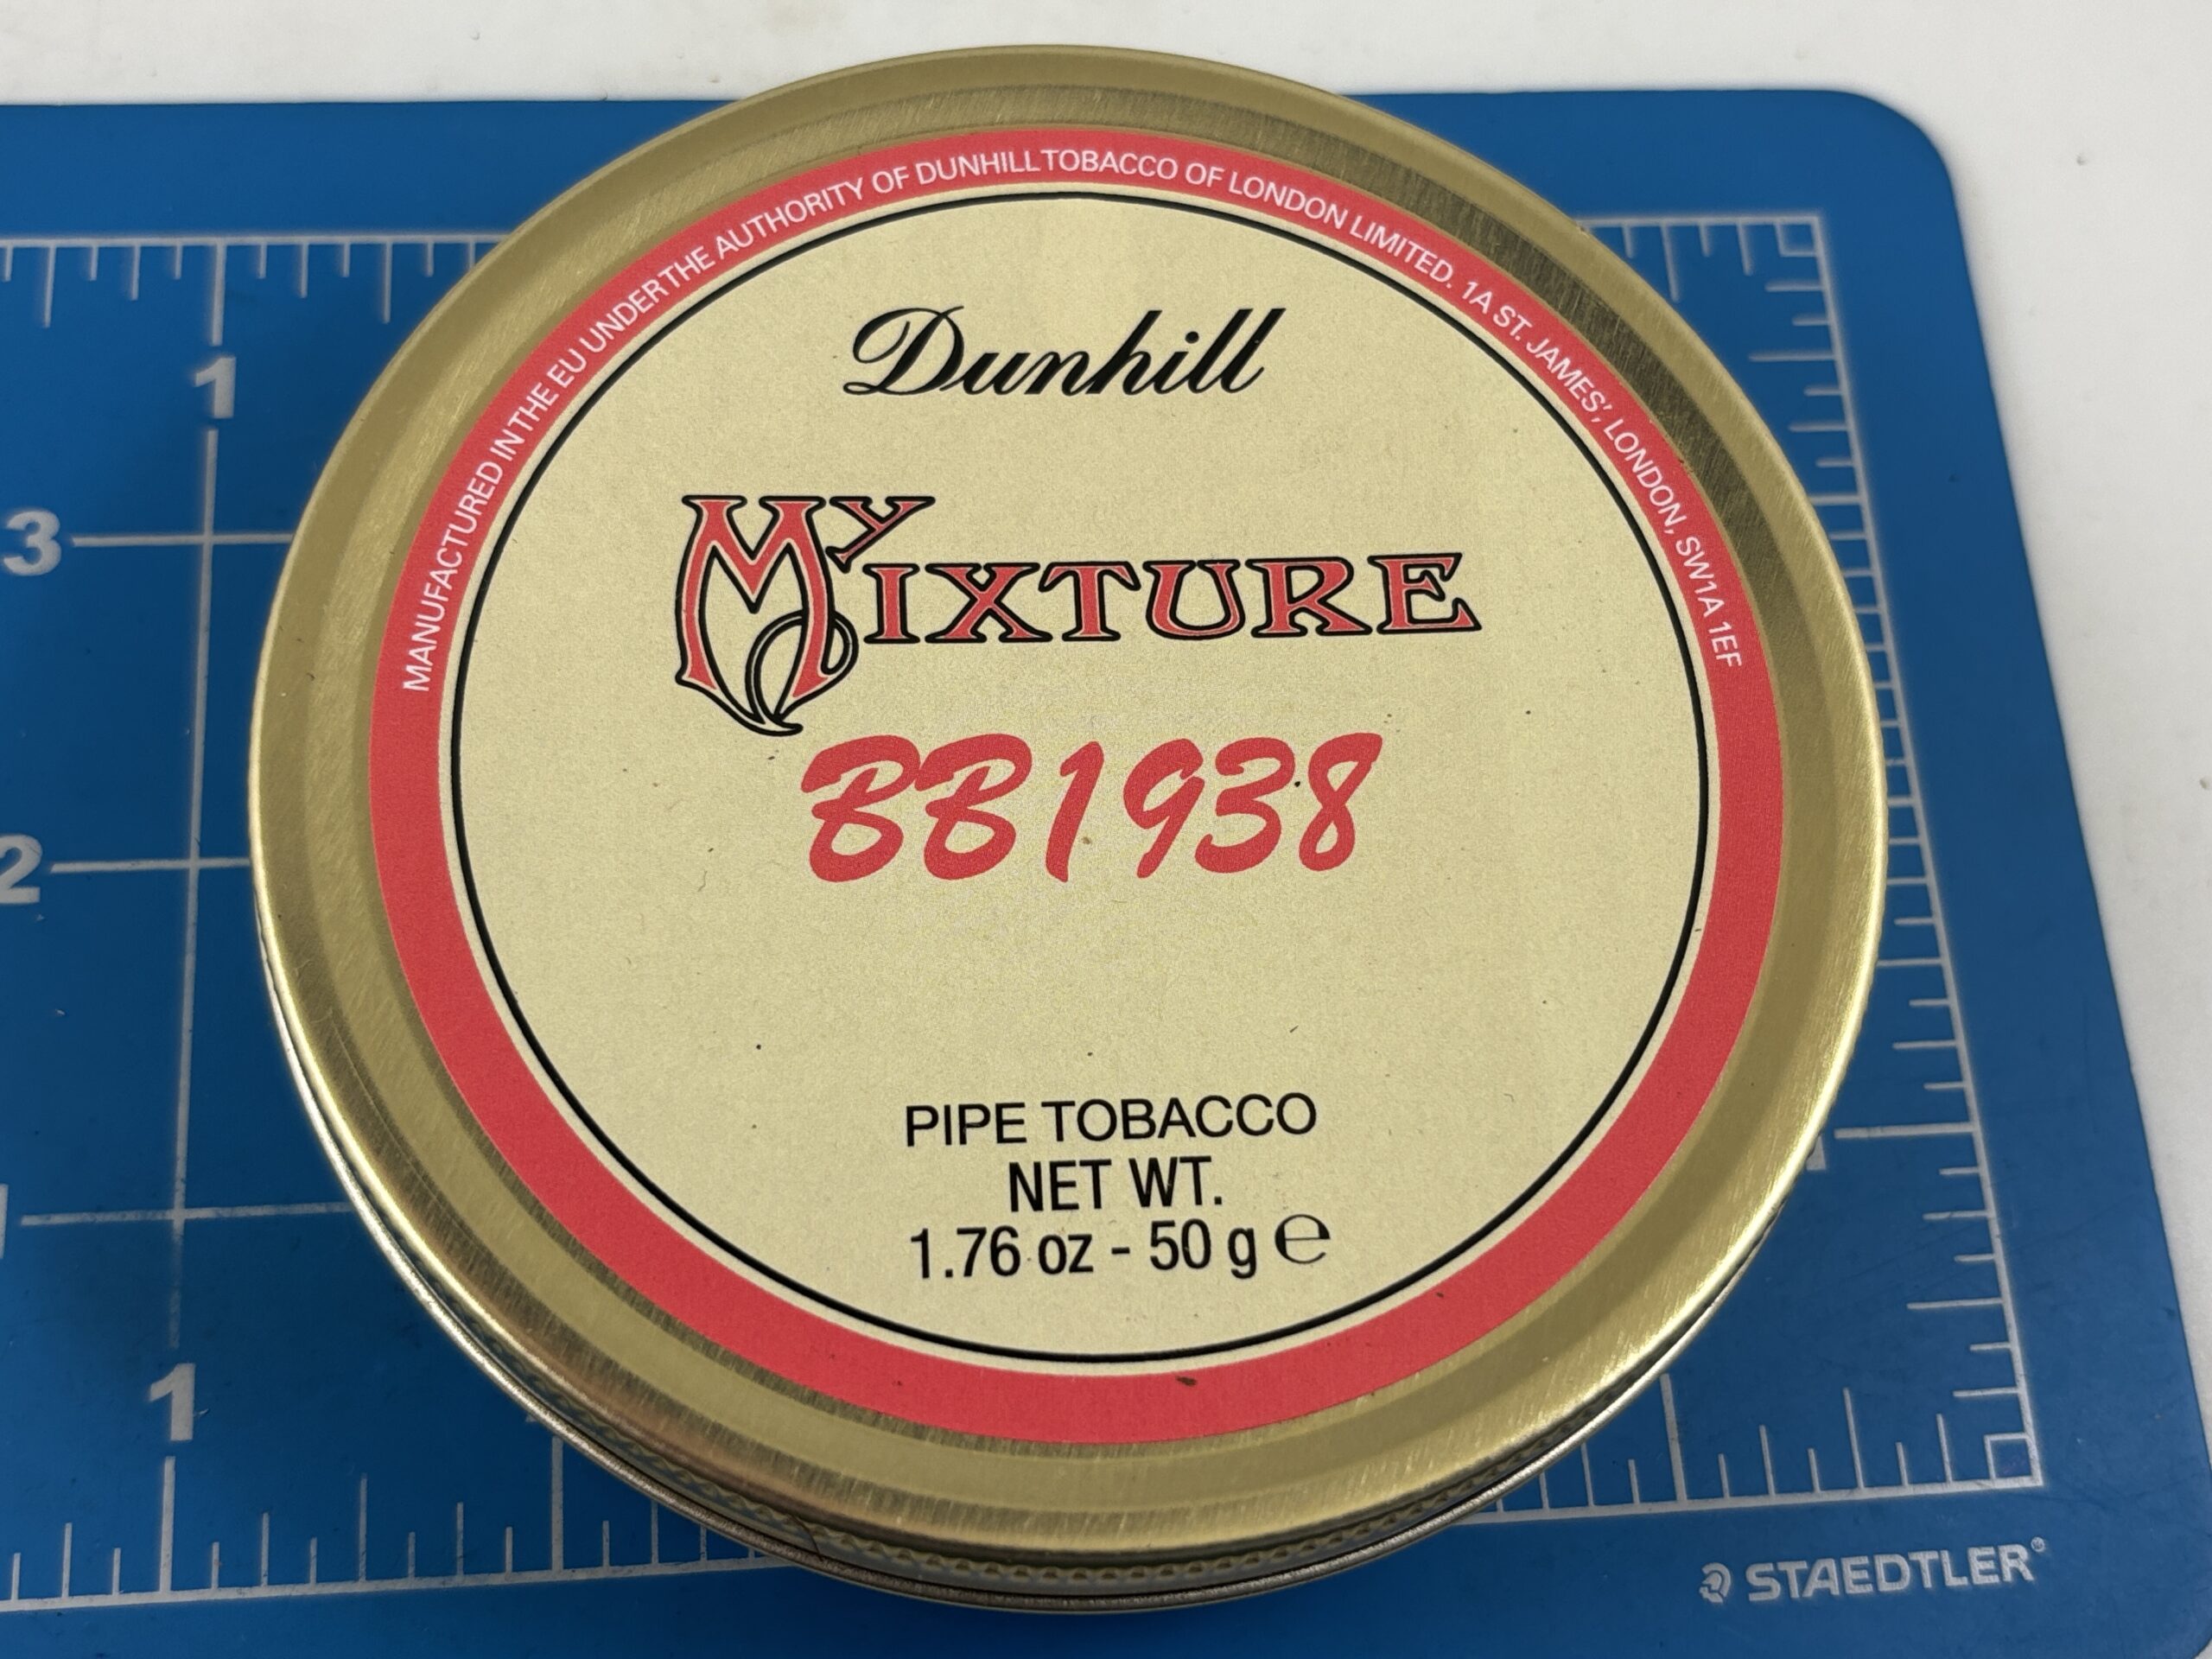 MANUFACTURED IN THE EU UNDER THE AUTHORITY OF DUNHILL TOBACCO OF LONDON LIMITED. 1A ST. JAMES', LONDON, SW1A 1EF
Dunhill
MY MIXTURE
BB1938
PIPE TOBACCO
NET WT.
1.76 oz - 50 g ℮
1
3
2
1
1
STAEDTLER®